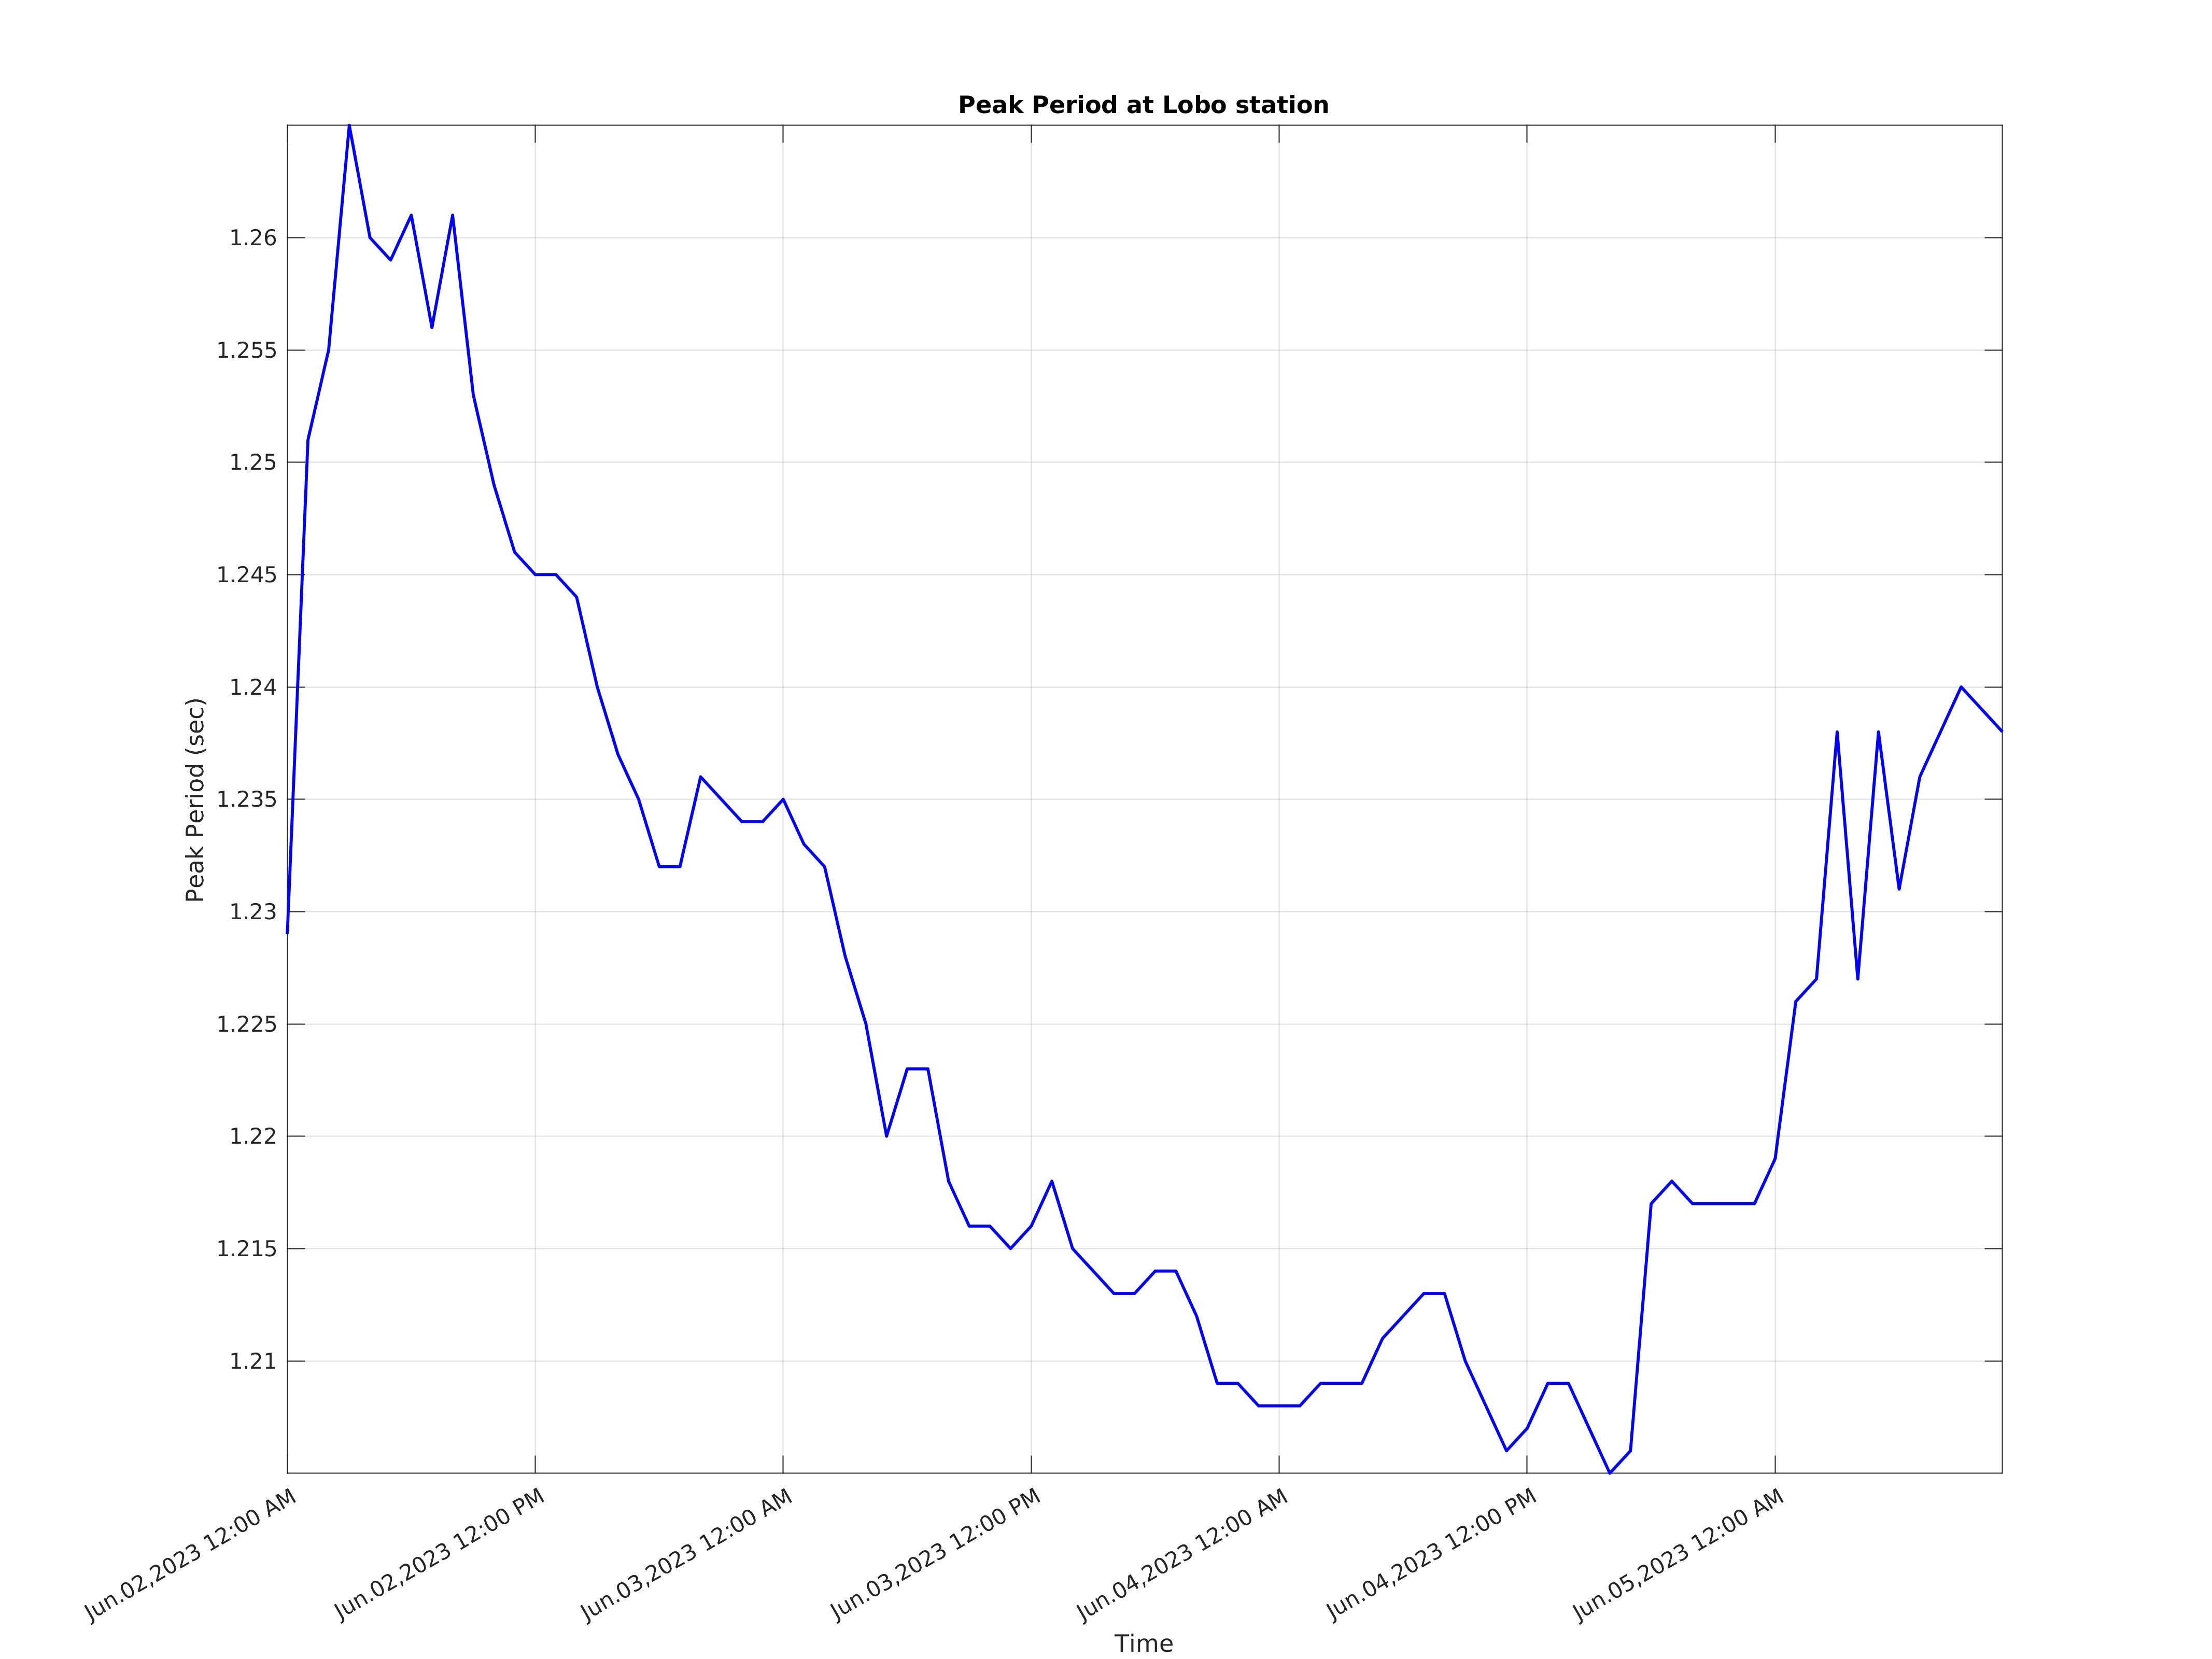 Peak Period at Lobo station
Peak Period (sec)
1.26
1.255
1.25
1.245
1.24
1.235
1.23
1.225
1.22
1.215
1.21
Jun.02,2023 12:00 AM
Jun.02,2023 12:00 PM
Jun.03,2023 12:00 AM
Jun.03,2023 12:00 PM
Jun.04,2023 12:00 AM
Jun.04,2023 12:00 PM
Jun.05,2023 12:00 AM
Time